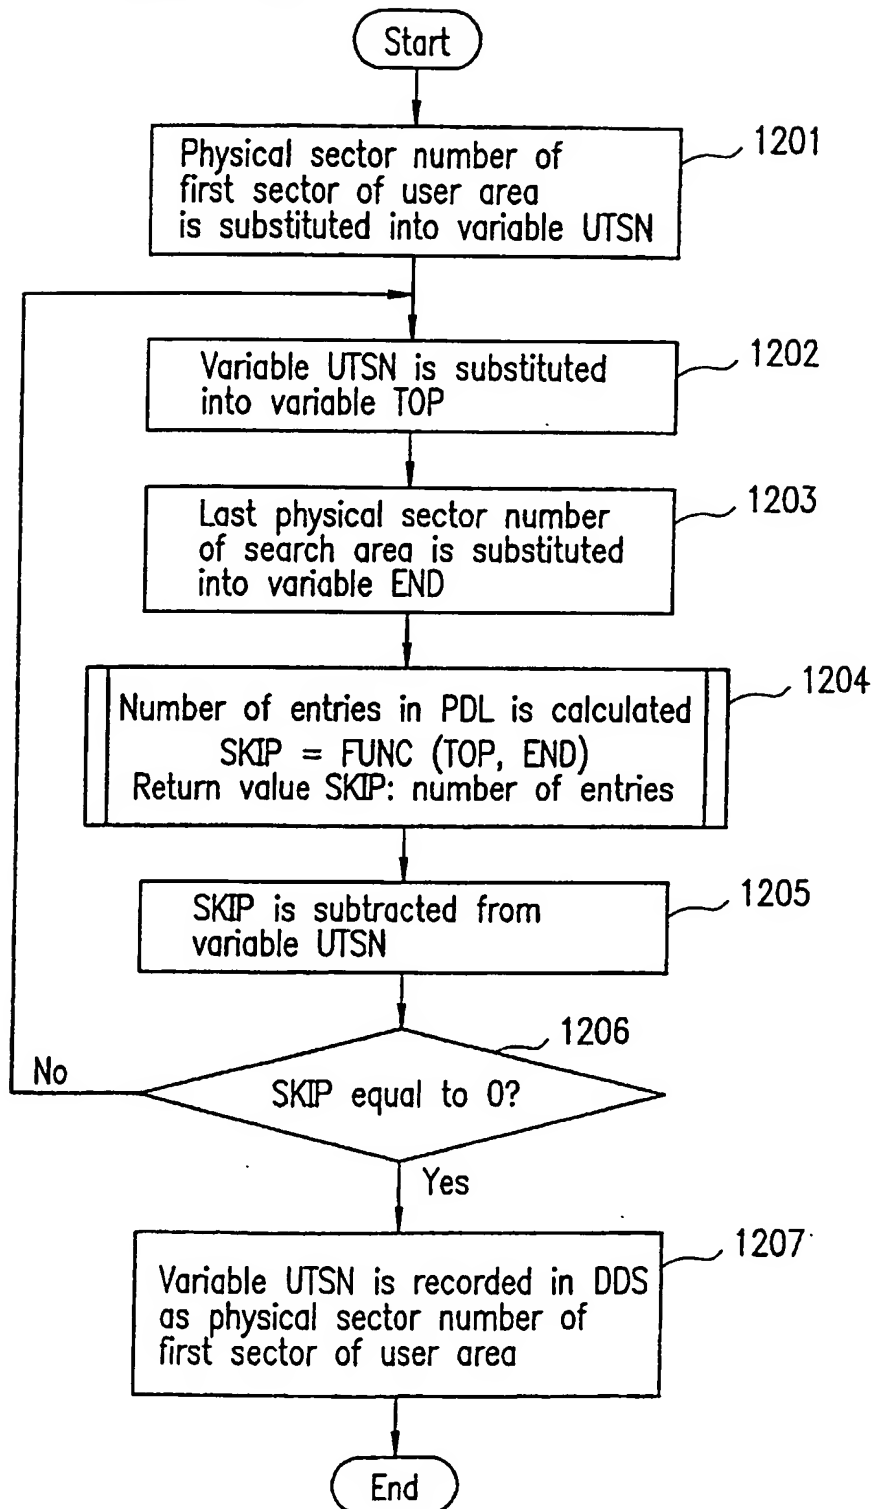 Start
1201
Physical sector number of
first sector of user area
is substituted into variable UTSN
1202
Variable UTSN is substituted
into variable TOP
1203
Last physical sector number
of search area is substituted
into variable END
1204
Number of entries in PDL is calculated
SKIP = FUNC (TOP, END)
Return value SKIP: number of entries
1205
SKIP is subtracted from
variable UTSN
1206
No
SKIP equal to 0?
Yes
1207
Variable UTSN is recorded in DDS
as physical sector number of
first sector of user area
End